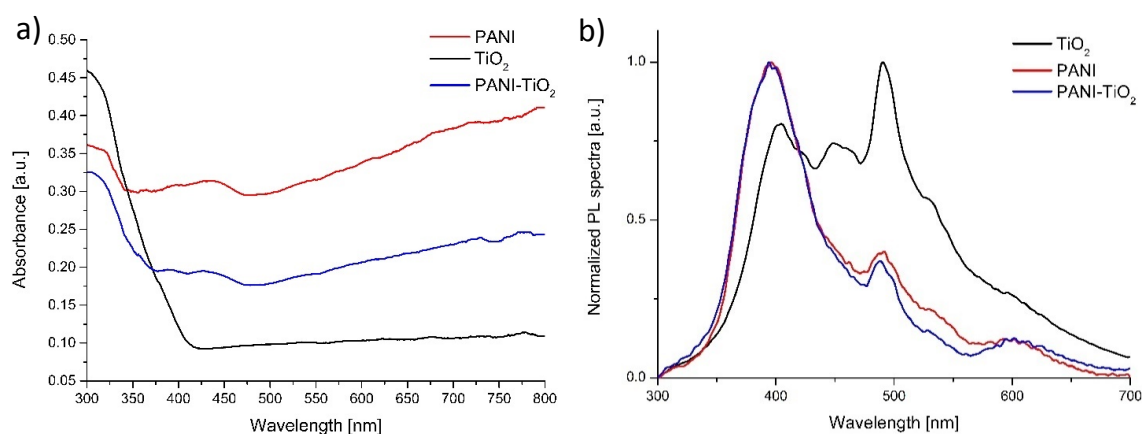 a)
PANI
TiO₂
PANI-TiO₂
0.50
0.45
0.40
0.35
0.30
0.25
0.20
0.15
0.10
0.05
Absorbance [a.u.]
300 350 400 450 500 550 600 650 700 750 800
Wavelength [nm]
b)
TiO₂
PANI
PANI-TiO₂
1.0
0.5
0.0
Normalized PL spectra [a.u.]
300 400 500 600 700
Wavelength [nm]